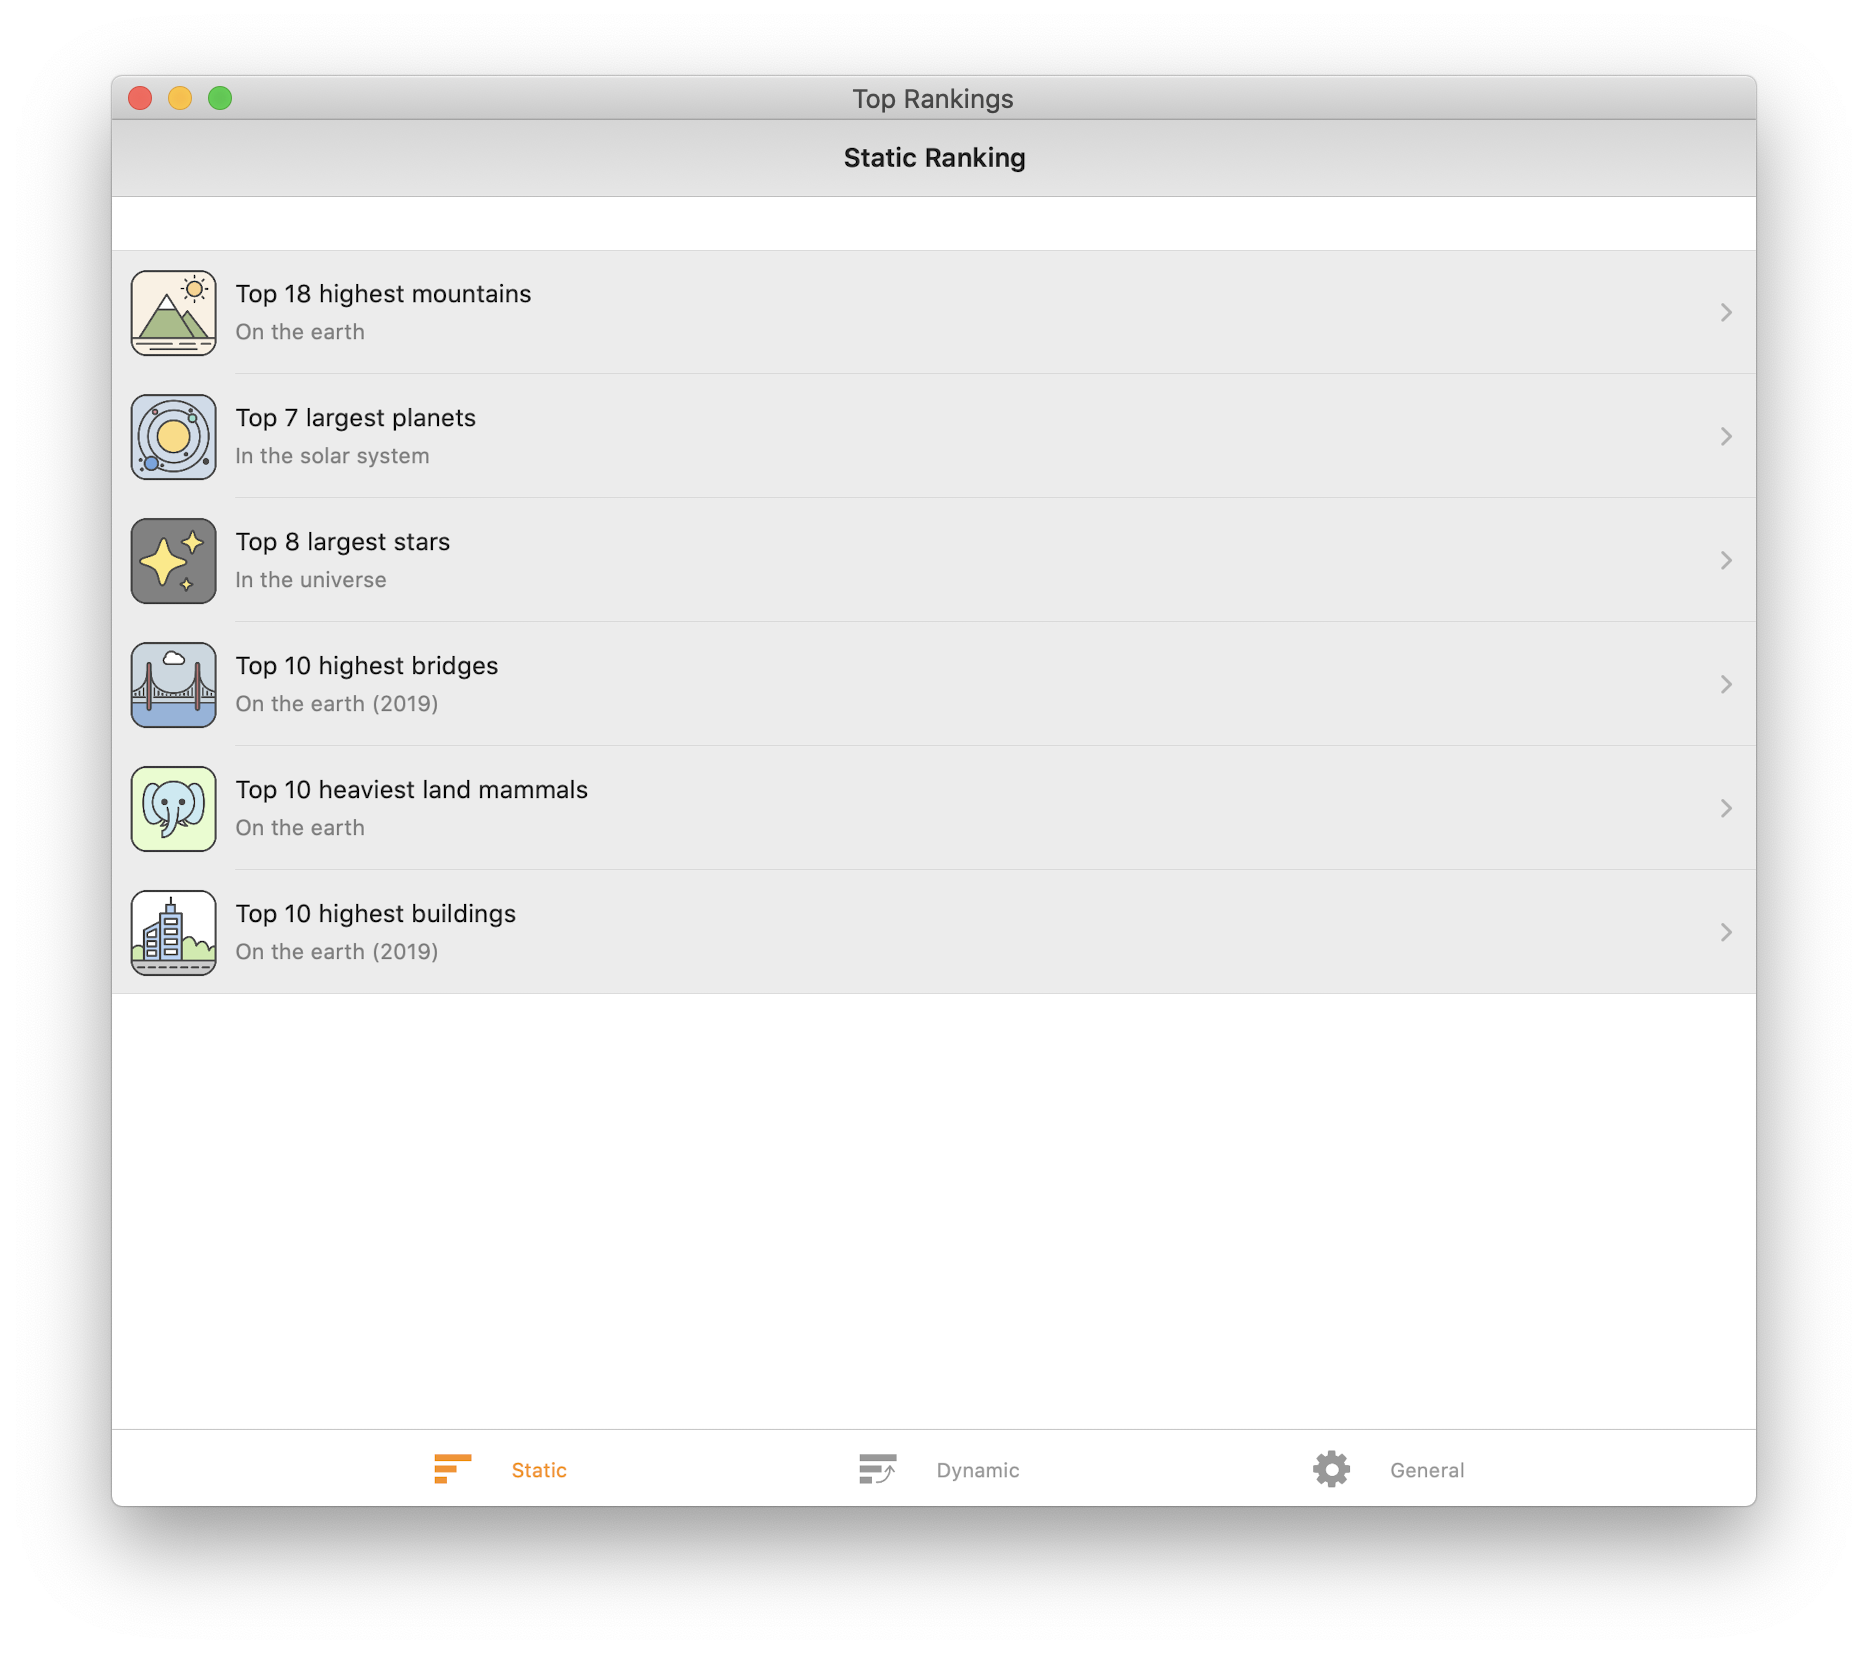 Top Rankings
Static Ranking
Top 18 highest mountains
On the earth
Top 7 largest planets
In the solar system
Top 8 largest stars
In the universe
Top 10 highest bridges
On the earth (2019)
Top 10 heaviest land mammals
On the earth
Top 10 highest buildings
On the earth (2019)
Static
Dynamic
General